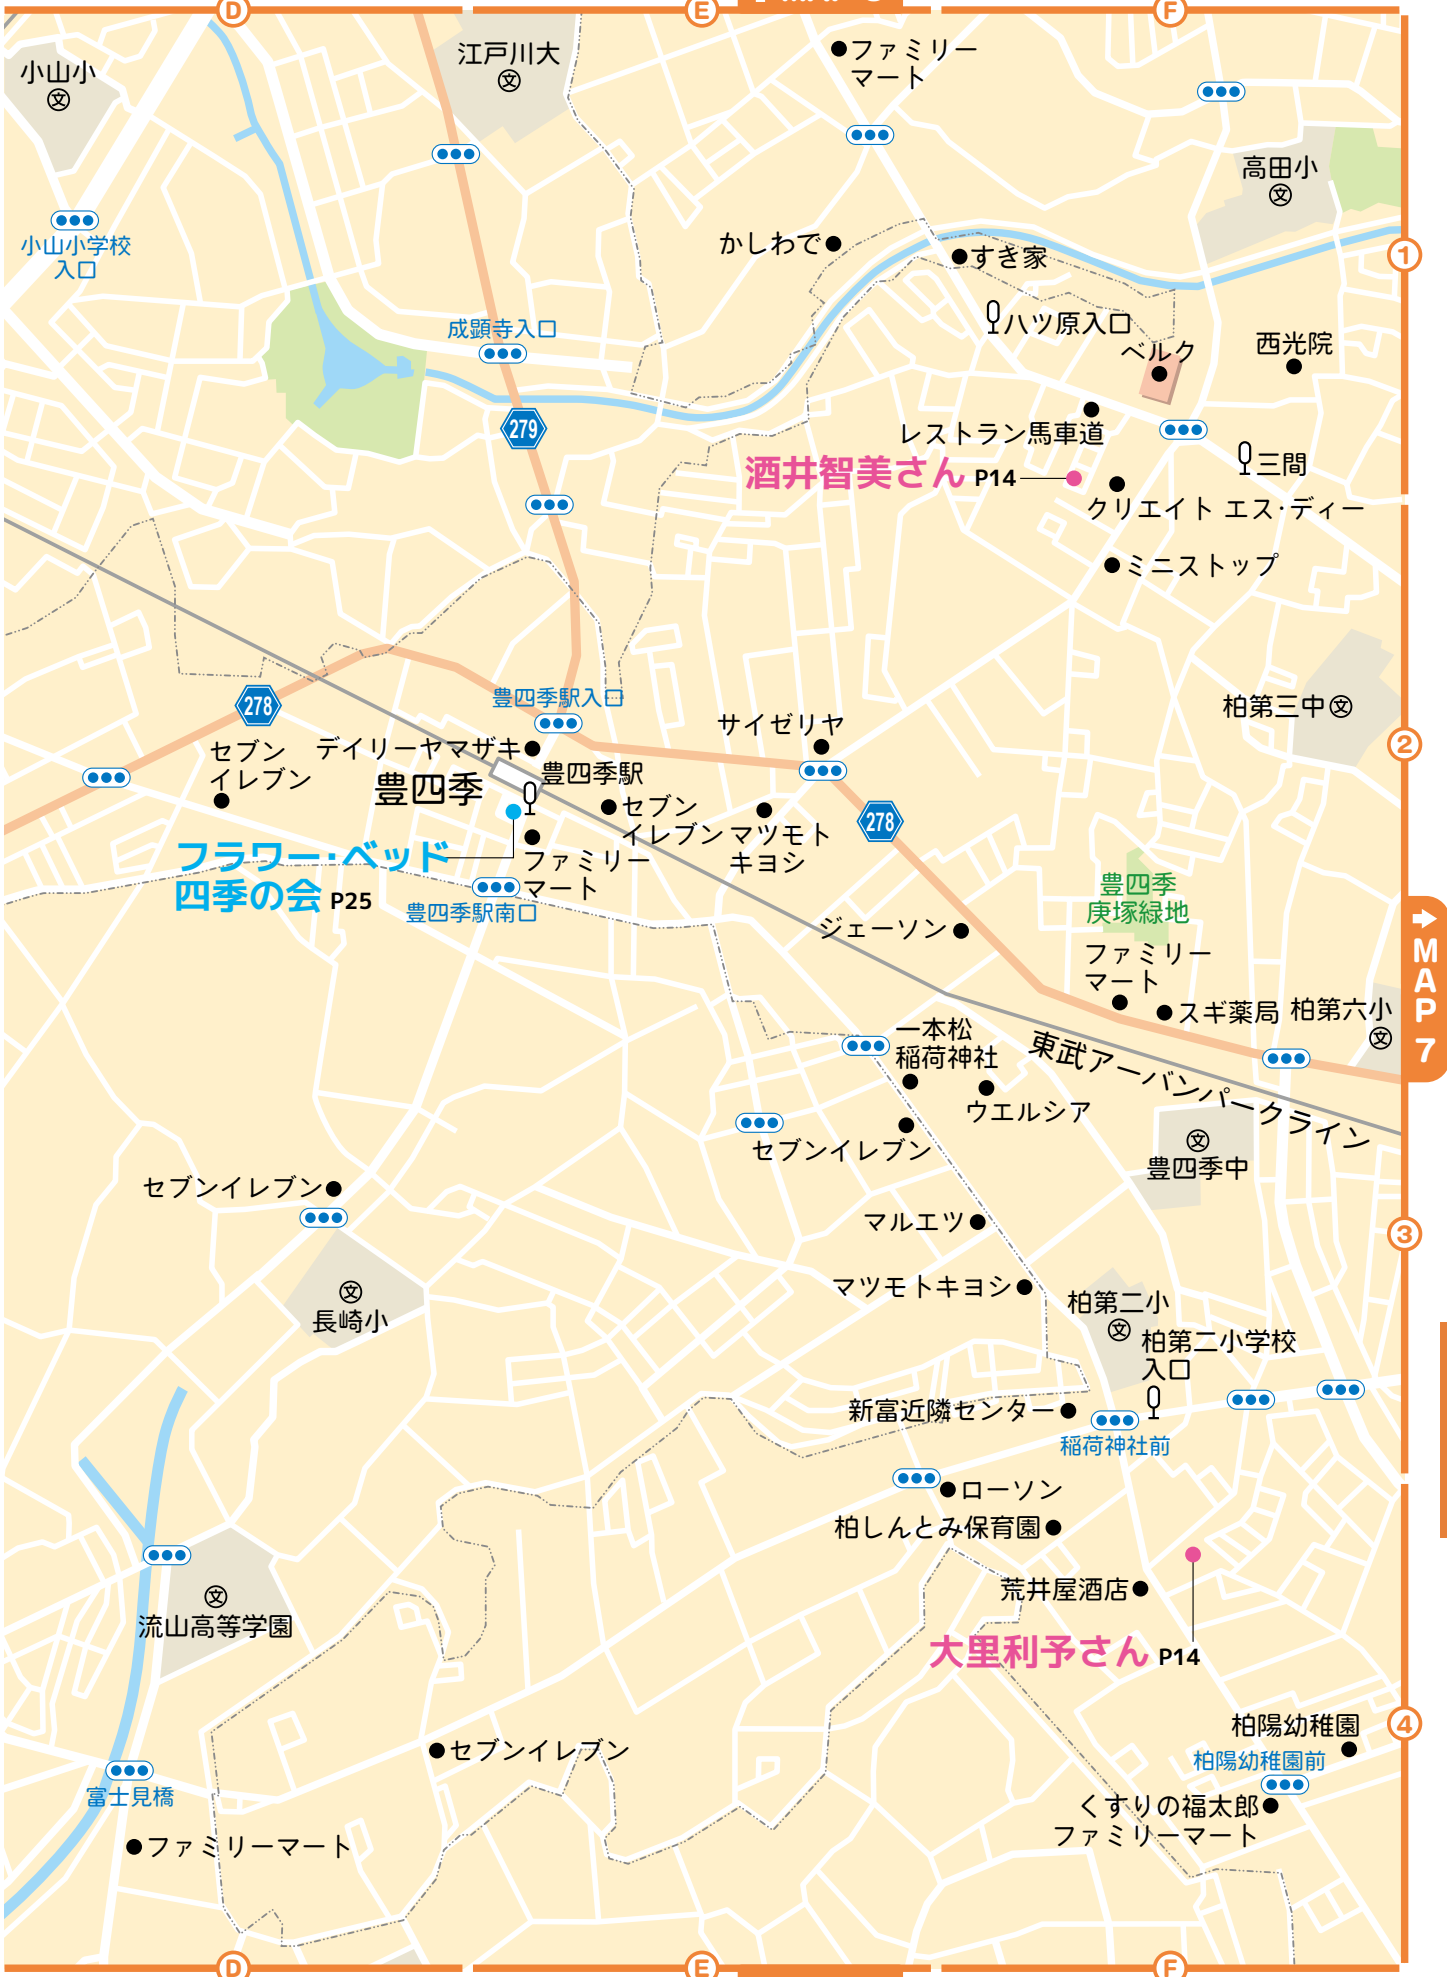 D
E
F
江戸川大
小山小
文
文
ファミリー
マート
高田小
文
小山小学校
入口
かしわで
すき家
1
八ツ原入口
成顕寺入口
ベルク
西光院
279
レストラン馬車道
三間
酒井智美さん P14
クリエイト エス・ディー
ミニストップ
278
豊四季駅入口
柏第三中 文
サイゼリヤ
2
セブン
イレブン
デイリーヤマザキ
豊四季
豊四季駅
セブン
イレブン
マツモト
キヨシ
278
フラワー・ベッド
四季の会 P25
ファミリー
マート
豊四季駅南口
豊四季
庚塚緑地
ジェーソン
ファミリー
マート
スギ薬局
柏第六小
文
MAP 7
一本松
稲荷神社
東武アーバンパークライン
ウエルシア
セブンイレブン
文
豊四季中
セブンイレブン
マルエツ
3
文
長崎小
マツモトキヨシ
柏第二小
文
柏第二小学校
入口
新富近隣センター
稲荷神社前
ローソン
柏しんとみ保育園
荒井屋酒店
文
流山高等学園
大里利予さん P14
柏陽幼稚園
4
柏陽幼稚園前
セブンイレブン
富士見橋
くすりの福太郎
ファミリーマート
ファミリーマート
D
E
F